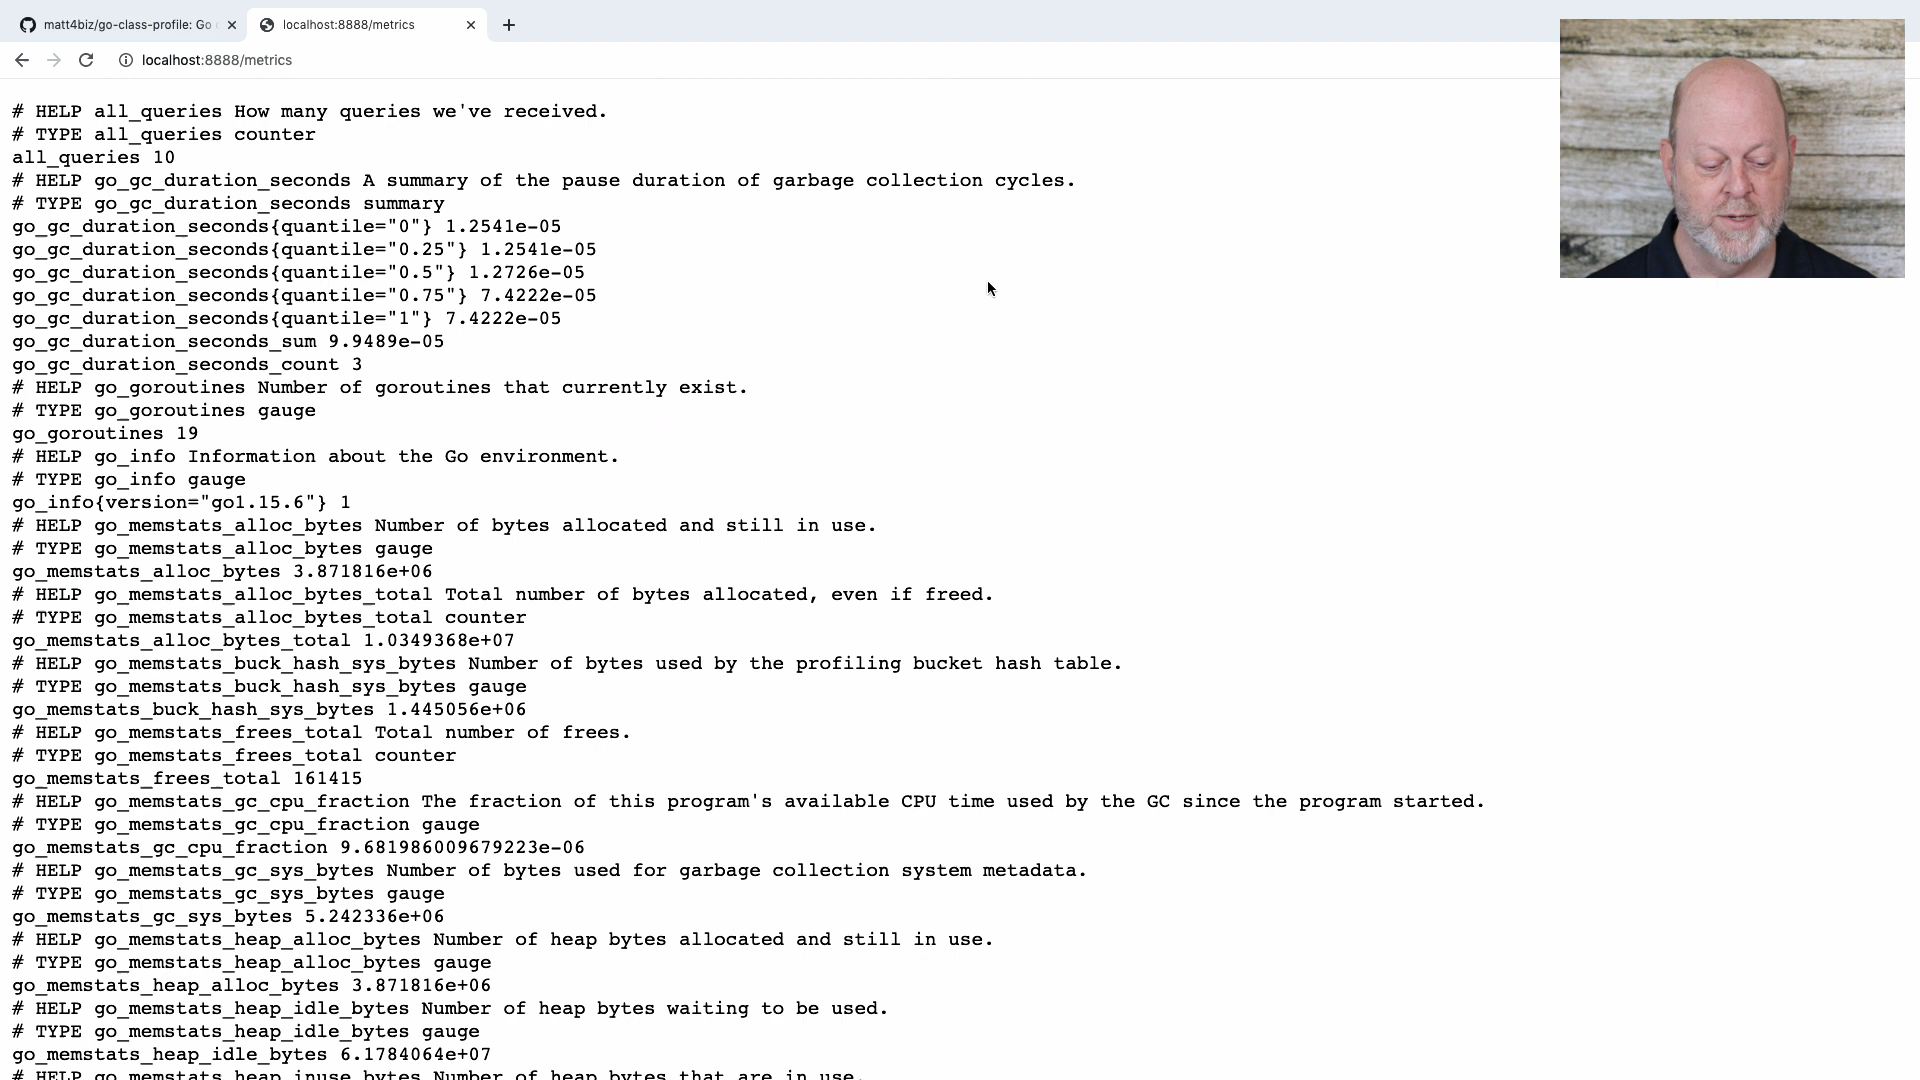 matt4biz/go-class-profile: Go
localhost:8888/metrics
localhost:8888/metrics
# HELP all_queries How many queries we've received.
# TYPE all_queries counter
all_queries 10
# HELP go_gc_duration_seconds A summary of the pause duration of garbage collection cycles.
# TYPE go_gc_duration_seconds summary
go_gc_duration_seconds{quantile="0"} 1.2541e-05
go_gc_duration_seconds{quantile="0.25"} 1.2541e-05
go_gc_duration_seconds{quantile="0.5"} 1.2726e-05
go_gc_duration_seconds{quantile="0.75"} 7.4222e-05
go_gc_duration_seconds{quantile="1"} 7.4222e-05
go_gc_duration_seconds_sum 9.9489e-05
go_gc_duration_seconds_count 3
# HELP go_goroutines Number of goroutines that currently exist.
# TYPE go_goroutines gauge
go_goroutines 19
# HELP go_info Information about the Go environment.
# TYPE go_info gauge
go_info{version="go1.15.6"} 1
# HELP go_memstats_alloc_bytes Number of bytes allocated and still in use.
# TYPE go_memstats_alloc_bytes gauge
go_memstats_alloc_bytes 3.871816e+06
# HELP go_memstats_alloc_bytes_total Total number of bytes allocated, even if freed.
# TYPE go_memstats_alloc_bytes_total counter
go_memstats_alloc_bytes_total 1.0349368e+07
# HELP go_memstats_buck_hash_sys_bytes Number of bytes used by the profiling bucket hash table.
# TYPE go_memstats_buck_hash_sys_bytes gauge
go_memstats_buck_hash_sys_bytes 1.445056e+06
# HELP go_memstats_frees_total Total number of frees.
# TYPE go_memstats_frees_total counter
go_memstats_frees_total 161415
# HELP go_memstats_gc_cpu_fraction The fraction of this program's available CPU time used by the GC since the program started.
# TYPE go_memstats_gc_cpu_fraction gauge
go_memstats_gc_cpu_fraction 9.681986009679223e-06
# HELP go_memstats_gc_sys_bytes Number of bytes used for garbage collection system metadata.
# TYPE go_memstats_gc_sys_bytes gauge
go_memstats_gc_sys_bytes 5.242336e+06
# HELP go_memstats_heap_alloc_bytes Number of heap bytes allocated and still in use.
# TYPE go_memstats_heap_alloc_bytes gauge
go_memstats_heap_alloc_bytes 3.871816e+06
# HELP go_memstats_heap_idle_bytes Number of heap bytes waiting to be used.
# TYPE go_memstats_heap_idle_bytes gauge
go_memstats_heap_idle_bytes 6.1784064e+07
# HELP go_memstats_heap_inuse_bytes Number of heap bytes that are in use.